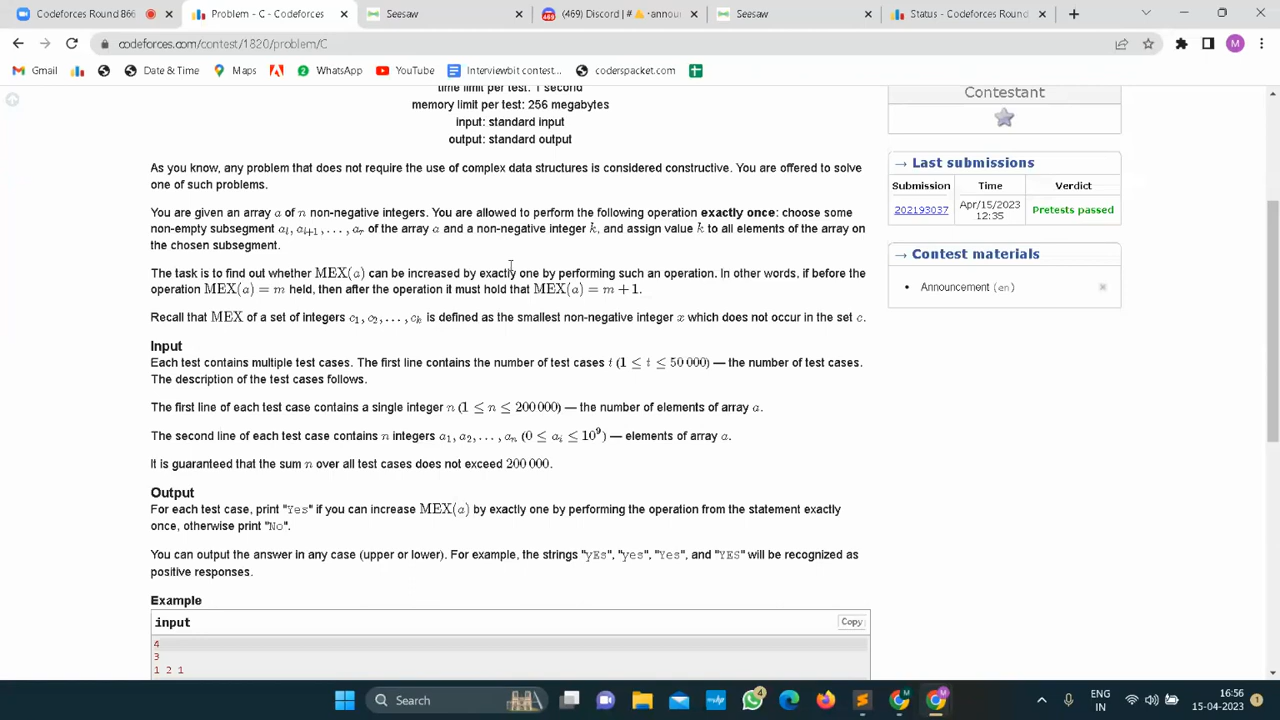 Codeforces Round 866
Problem - C - Codeforces
Seesaw
(469) Discord | #
announ
Seesaw
Status - Codeforces Round
codeforces.com/contest/1820/problem/C
Gmail
Date & Time
Maps
WhatsApp
YouTube
Interviewbit contest...
coderspacket.com
time limit per test: 1 second
memory limit per test: 256 megabytes
input: standard input
output: standard output
As you know, any problem that does not require the use of complex data structures is considered constructive. You are offered to solve
one of such problems.
You are given an array a of n non-negative integers. You are allowed to perform the following operation exactly once: choose some
non-empty subsegment a_l, a_{l+1}, . . . , a_r of the array a and a non-negative integer k, and assign value k to all elements of the array on
the chosen subsegment.
The task is to find out whether MEX(a) can be increased by exactly one by performing such an operation. In other words, if before the
operation MEX(a) = m held, then after the operation it must hold that MEX(a) = m + 1.
Recall that MEX of a set of integers c₁, c₂, . . . , c_k is defined as the smallest non-negative integer x which does not occur in the set c.
Input
Each test contains multiple test cases. The first line contains the number of test cases t (1 ≤ t ≤ 50 000) — the number of test cases.
The description of the test cases follows.
The first line of each test case contains a single integer n (1 ≤ n ≤ 200 000) — the number of elements of array a.
The second line of each test case contains n integers a₁, a₂, . . . , a_n (0 ≤ a_i ≤ 10⁹) — elements of array a.
It is guaranteed that the sum n over all test cases does not exceed 200 000.
Output
For each test case, print "Yes" if you can increase MEX(a) by exactly one by performing the operation from the statement exactly
once, otherwise print "No".
You can output the answer in any case (upper or lower). For example, the strings "yEs", "yes", "Yes", and "YES" will be recognized as
positive responses.
Example
input
Copy
4
3
1 2 1
Contestant
→ Last submissions
Submission Time Verdict
202193037 Apr/15/2023 12:35 Pretests passed
→ Contest materials
Announcement (en)
M
Search
4
ENG
IN
16:56
15-04-2023